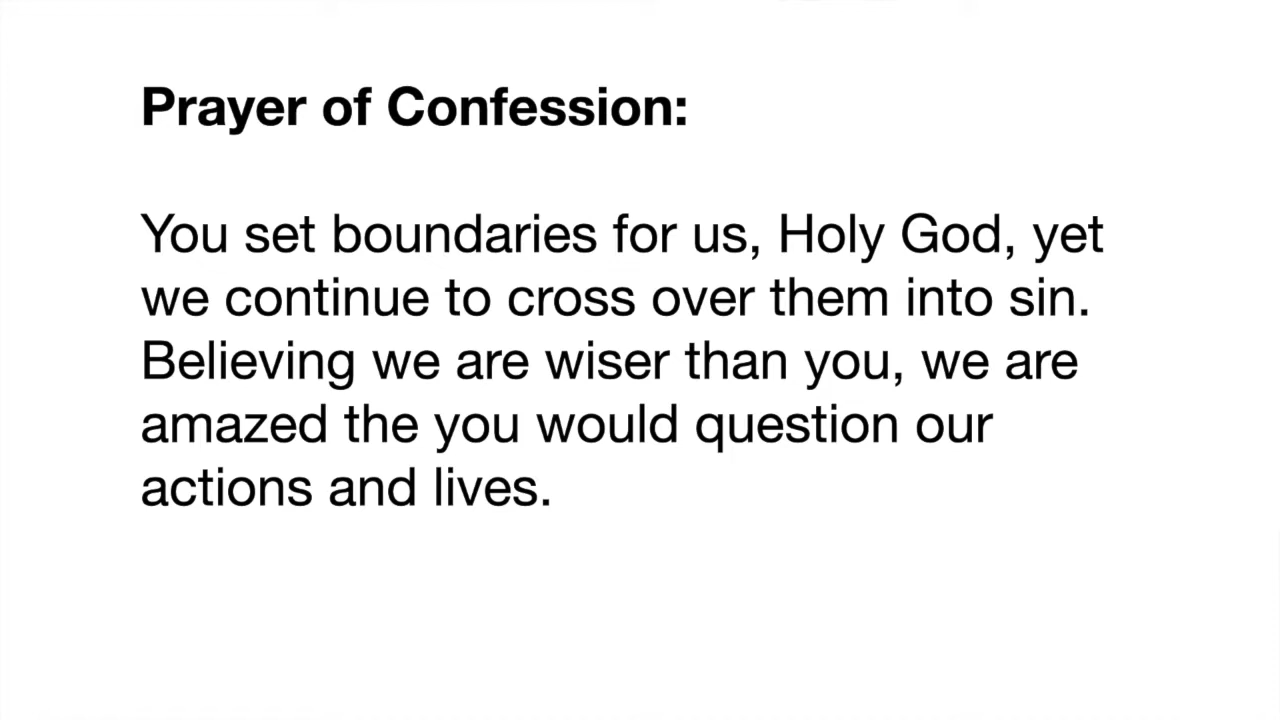 Prayer of Confession:
You set boundaries for us, Holy God, yet
we continue to cross over them into sin.
Believing we are wiser than you, we are
amazed the you would question our
actions and lives.